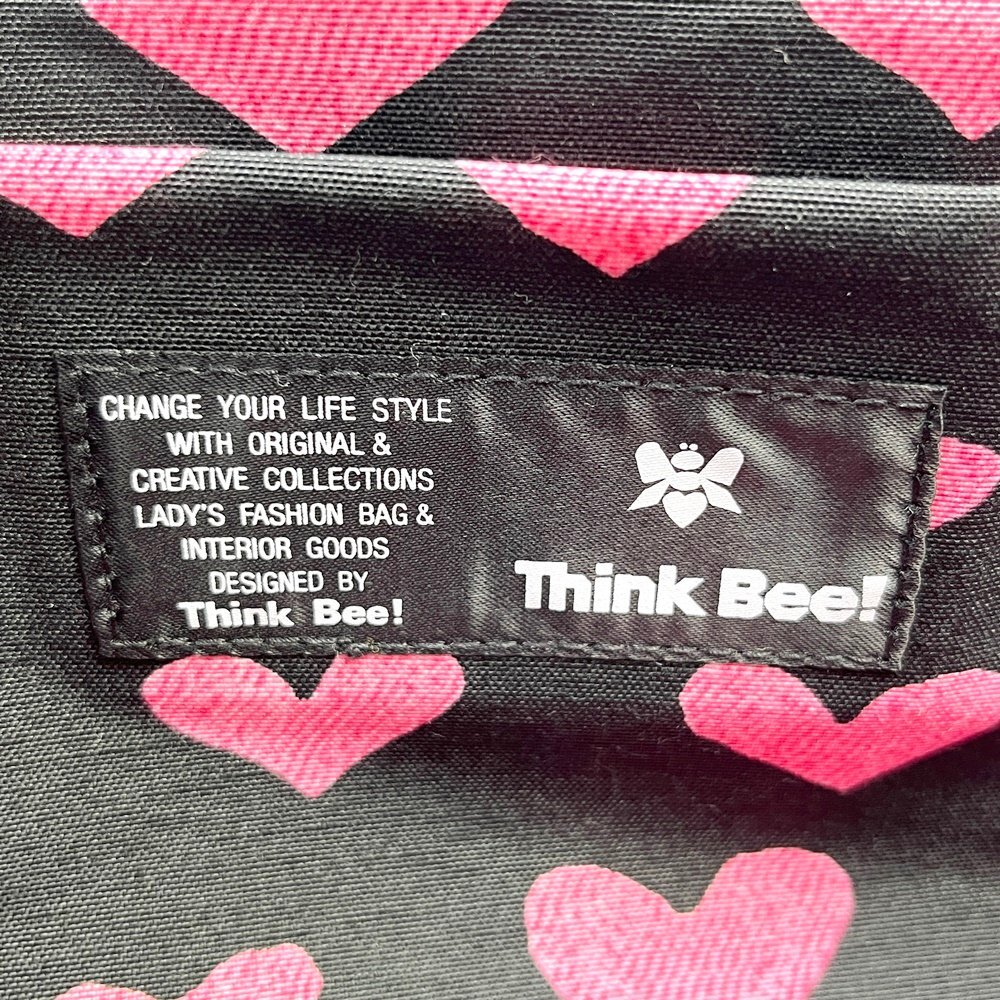 CHANGE YOUR LIFE STYLE
WITH ORIGINAL &
CREATIVE COLLECTIONS
LADY'S FASHION BAG &
INTERIOR GOODS
DESIGNED BY
Think Bee!
Think Bee!